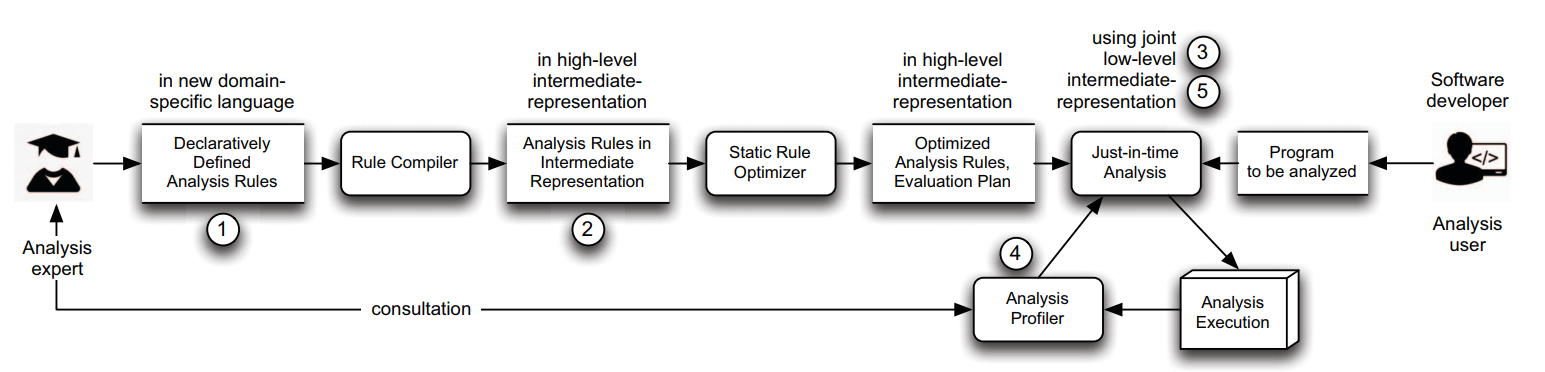 in new domain-
specific language
Declaratively
Defined
Analysis Rules
1
Rule Compiler
in high-level
intermediate-
representation
Analysis Rules in
Intermediate
Representation
2
Static Rule
Optimizer
in high-level
intermediate-
representation
Optimized
Analysis Rules,
Evaluation Plan
using joint
low-level
intermediate-
representation
3
5
Just-in-time
Analysis
Program
to be analyzed
Software
developer
</>
Analysis
user
Analysis
expert
consultation
4
Analysis
Profiler
Analysis
Execution